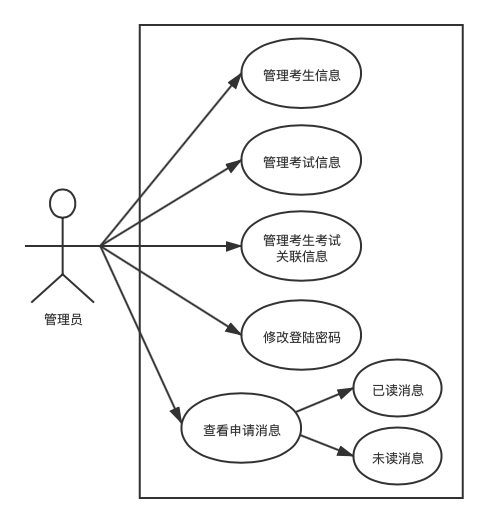 管理考生信息
管理考试信息
管理考生考试
关联信息
管理员
修改登陆密码
已读消息
查看申请消息
未读消息